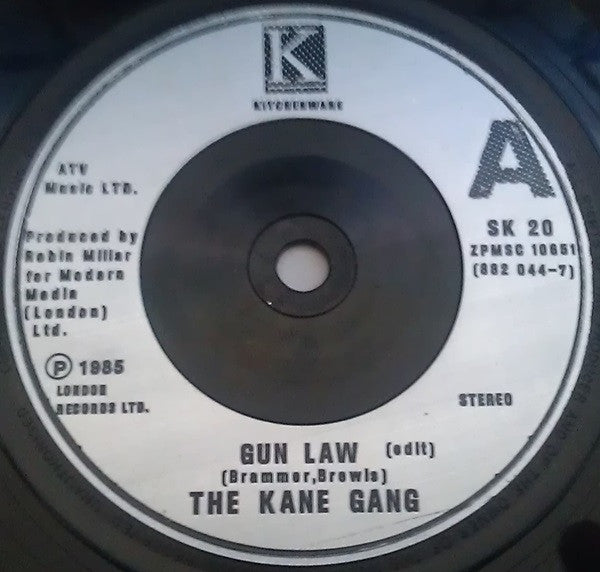 K
KITCHENWARE
A
ATV
Music LTD.
SK 20
ZPMSC 10651
(882 044-7)
Produced by
Robin Millar
for Modern
Media
(London)
Ltd.
℗ 1985
LONDON
RECORDS LTD.
STEREO
GUN LAW (edit)
(Brammer,Brewis)
THE KANE GANG